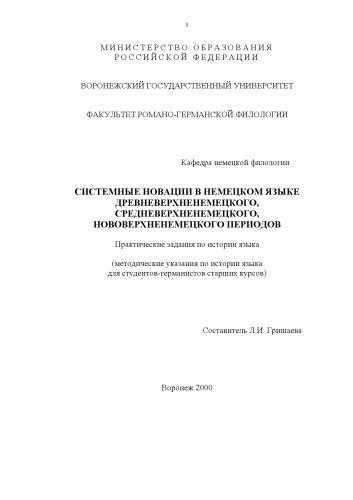 1
МИНИСТЕРСТВО ОБРАЗОВАНИЯ
РОССИЙСКОЙ ФЕДЕРАЦИИ
ВОРОНЕЖСКИЙ ГОСУДАРСТВЕННЫЙ УНИВЕРСИТЕТ
ФАКУЛЬТЕТ РОМАНО-ГЕРМАНСКОЙ ФИЛОЛОГИИ
Кафедра немецкой филологии
СИСТЕМНЫЕ НОВАЦИИ В НЕМЕЦКОМ ЯЗЫКЕ
ДРЕВНЕВЕРХНЕНЕМЕЦКОГО,
СРЕДНЕВЕРХНЕНЕМЕЦКОГО,
НОВОВЕРХНЕНЕМЕЦКОГО ПЕРИОДОВ
Практические задания по истории языка
(методические указания по истории языка
для студентов-германистов старших курсов)
Составитель Л.И. Гришаева
Воронеж 2000